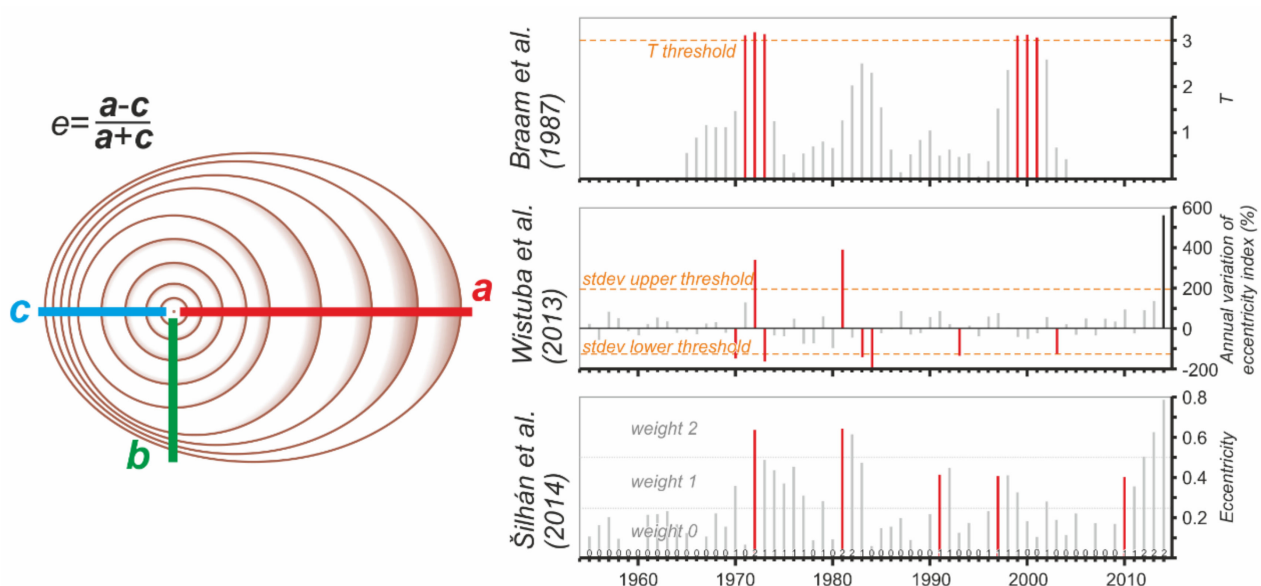 e= a-c
a+c
a
c
b
Braam et al.
(1987)
T threshold
3
2
1
T
Wistuba et al.
(2013)
stdev upper threshold
stdev lower threshold
600
400
200
0
-200
Annual variation of
eccentricity index (%)
Šilhán et al.
(2014)
weight 2
weight 1
weight 0
0.8
0.6
0.4
0.2
Eccentricity
1960 1970 1980 1990 2000 2010